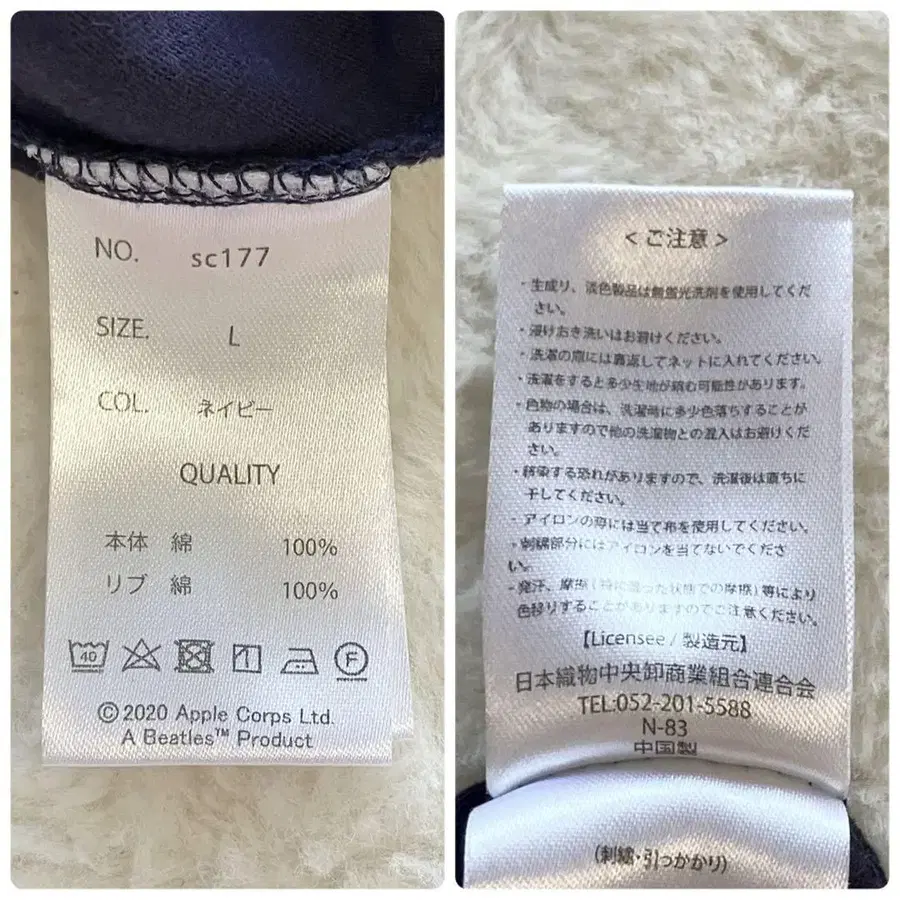 NO. sc177
SIZE. L
COL. ネイビー
QUALITY
本体 綿 100%
リブ 綿 100%
40 F
©2020 Apple Corps Ltd.
A Beatles™ Product
<ご注意>
・生成り、淡色製品は無蛍光洗剤を使用してくだ
さい。
・浸けおき洗いはお避けください。
・洗濯の際には裏返してネットに入れてください。
・洗濯をすると多少生地が縮む可能性があります。
・色物の場合は、洗濯時に多少色落ちすることが
ありますので他の洗濯物との混入はお避けくだ
さい。
・移染する恐れがありますので、洗濯後は直ちに
干してください。
・アイロンの際には当て布を使用してください。
・刺繍部分にはアイロンを当てないでくださ
い。
・発汗、摩擦(特に湿った状態での摩擦)等により
色移りすることがありますのでご注意ください。
【Licensee / 製造元】
日本織物中央卸商業組合連合会
TEL:052-201-5588
N-83
中国製
(刺繍・引っかかり)